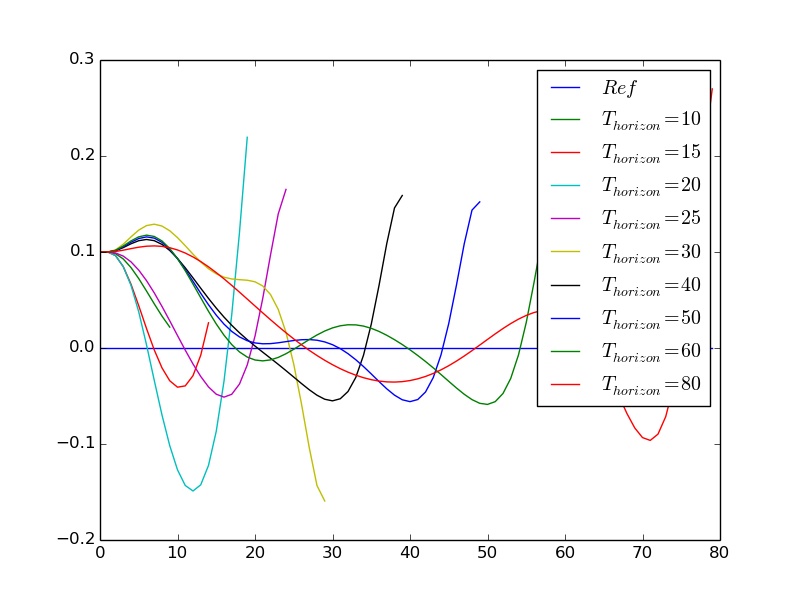 0.3
0.2
0.1
0.0
−0.1
−0.2
0 10 20 30 40 50 60 70 80
Ref
T_horizon=10
T_horizon=15
T_horizon=20
T_horizon=25
T_horizon=30
T_horizon=40
T_horizon=50
T_horizon=60
T_horizon=80